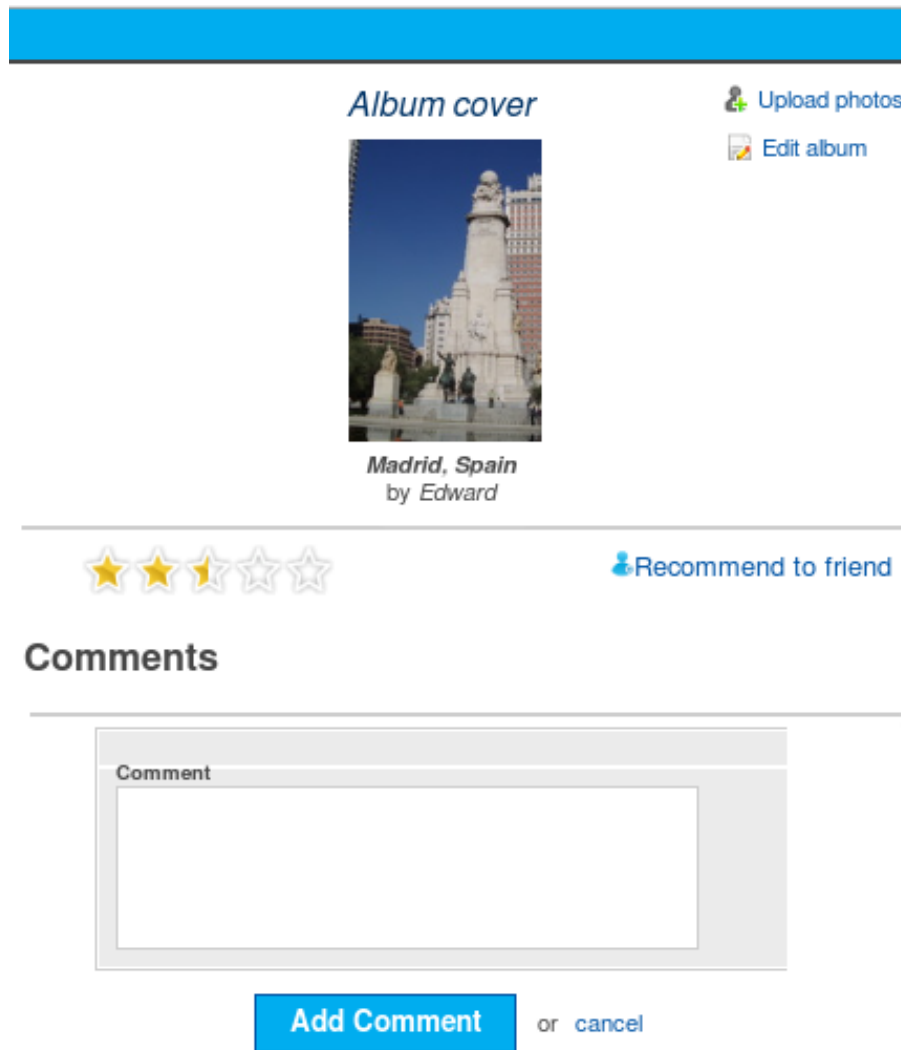 Album cover
Upload photos
Edit album
Madrid, Spain
by Edward
Recommend to friend
Comments
Comment
Add Comment or cancel